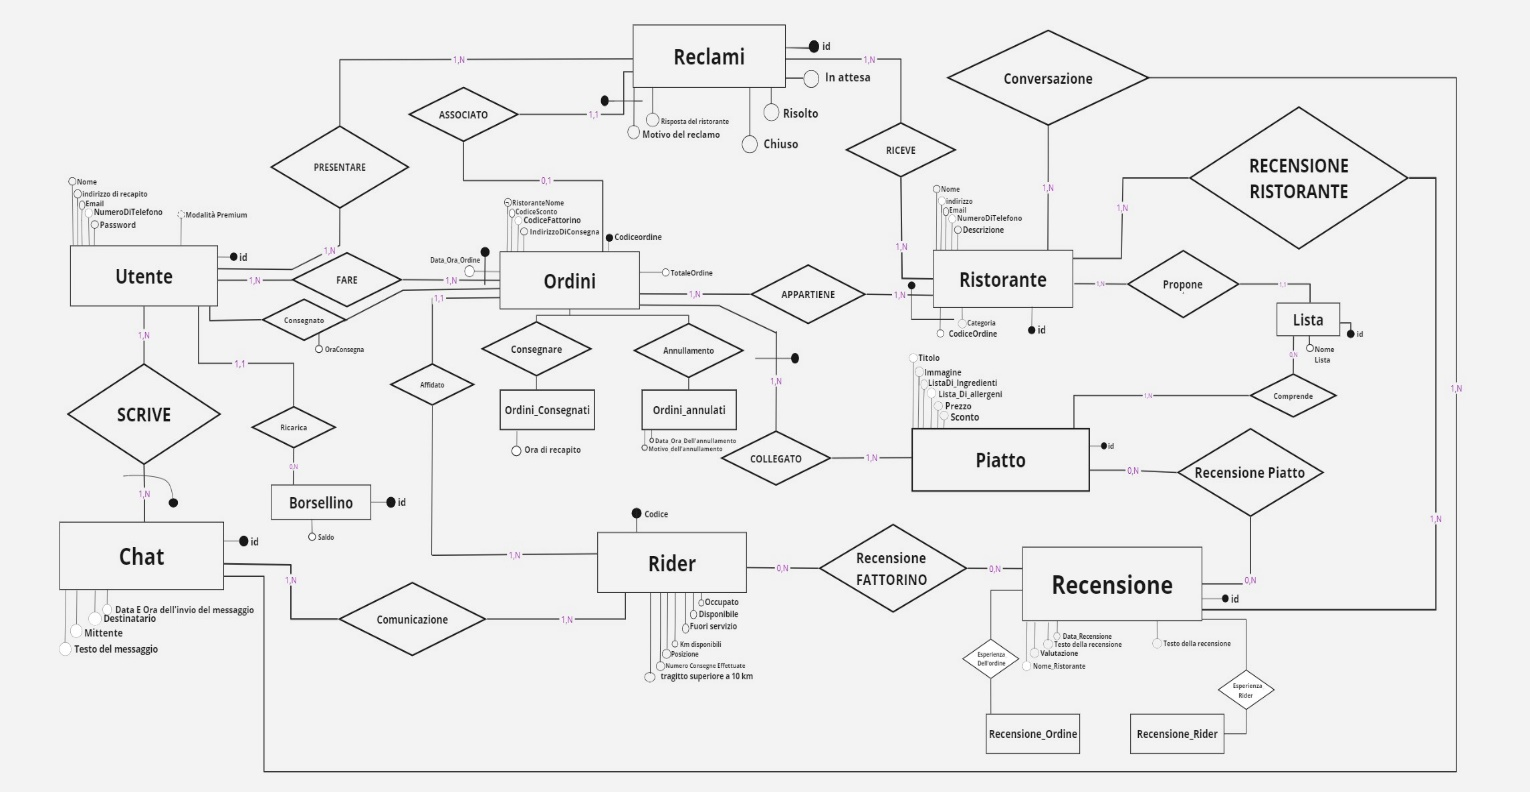 Reclami
id
1,N
1,N
In attesa
Risolto
Chiuso
Risposta del ristorante
Motivo del reclamo
1,1
ASSOCIATO
Conversazione
RICEVE
PRESENTARE
RECENSIONE
RISTORANTE
0,1
1,N
1,N
Nome
indirizzo di recapito
Email
NumeroDiTelefono
Password
Modalità Premium
RistoranteNome
CodiceSconto
CodiceFattorino
IndirizzoDiConsegna
Codiceordine
Nome
indirizzo
Email
NumeroDiTelefono
Descrizione
1,N
1,N
Utente
id
1,N
FARE
1,N
Data_Ora_Ordine
Ordini
TotaleOrdine
1,N
APPARTIENE
1,N
Ristorante
1,N
Propone
1,1
1,1
Consegnato
OraConsegna
Categoria
CodiceOrdine
id
Lista
id
Nome
Lista
1,N
1,1
Consegnare
Annullamento
0,N
Titolo
Immagine
ListaDi_Ingredienti
Lista_Di_allergeni
Prezzo
Sconto
Affidato
1,N
1,N
Comprende
1,N
SCRIVE
Ricarica
Ordini_Consegnati
Ordini_annulati
Ora di recapito
Data Ora Dell'annullamento
Motivo dell'annullamento
COLLEGATO
1,N
Piatto
id
0,N
Recensione Piatto
0,N
1,N
Borsellino
id
Saldo
Codice
1,N
Chat
id
1,N
1,N
Rider
0,N
Recensione
FATTORINO
0,N
Recensione
0,N
id
Data E Ora dell'invio del messaggio
Destinatario
Mittente
Testo del messaggio
Comunicazione
1,N
Occupato
Disponibile
Fuori servizio
Km disponibili
Posizione
Numero Consegne Effettuate
tragitto superiore a 10 km
Data_Recensione
Testo della recensione
Valutazione
Nome_Ristorante
Testo della recensione
Esperienza
Dell'ordine
Esperienza
Rider
Recensione_Ordine
Recensione_Rider